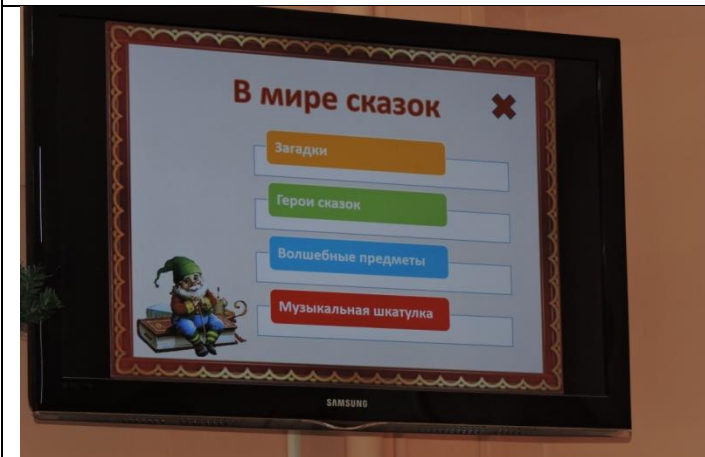 В мире сказок
Загадки
Герои сказок
Волшебные предметы
Музыкальная шкатулка
SAMSUNG